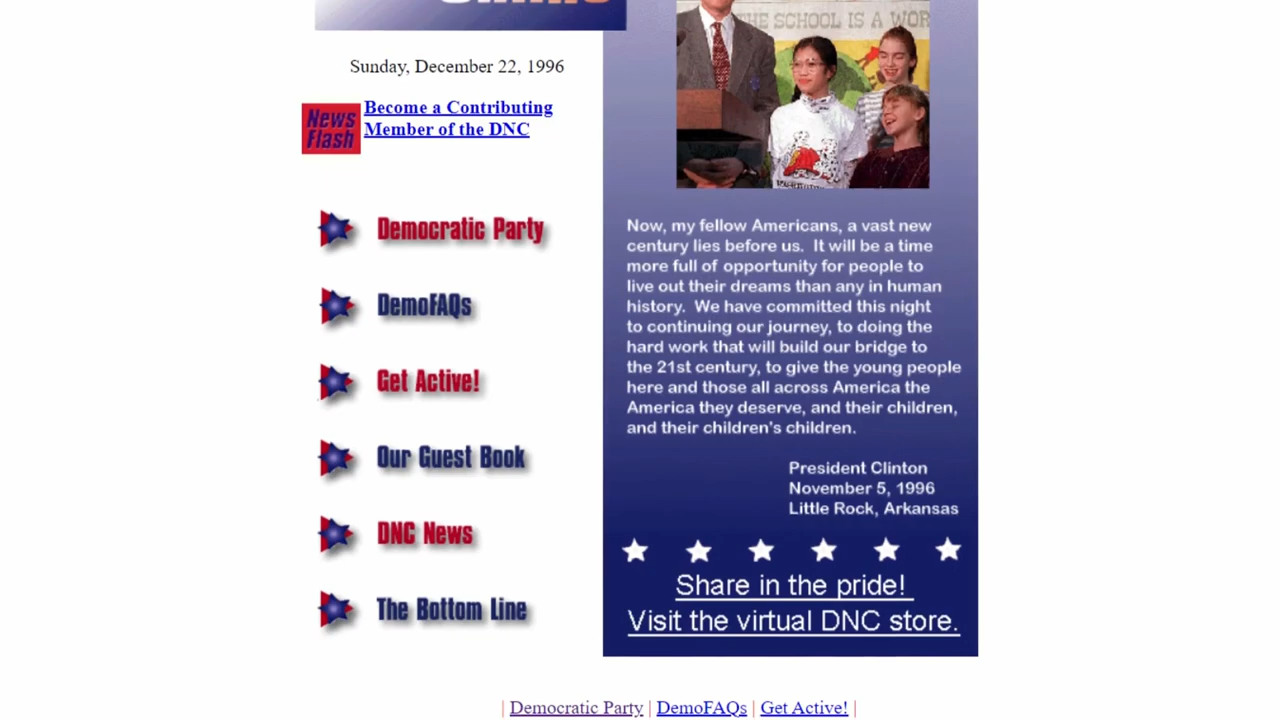 THE SCHOOL IS A WOR
Sunday, December 22, 1996
News
Flash
Become a Contributing
Member of the DNC
Democratic Party
DemoFAQs
Get Active!
Our Guest Book
DNC News
The Bottom Line
Now, my fellow Americans, a vast new
century lies before us. It will be a time
more full of opportunity for people to
live out their dreams than any in human
history. We have committed this night
to continuing our journey, to doing the
hard work that will build our bridge to
the 21st century, to give the young people
here and those all across America the
America they deserve, and their children,
and their children's children.
President Clinton
November 5, 1996
Little Rock, Arkansas
Share in the pride!
Visit the virtual DNC store.
| Democratic Party | DemoFAQs | Get Active! |